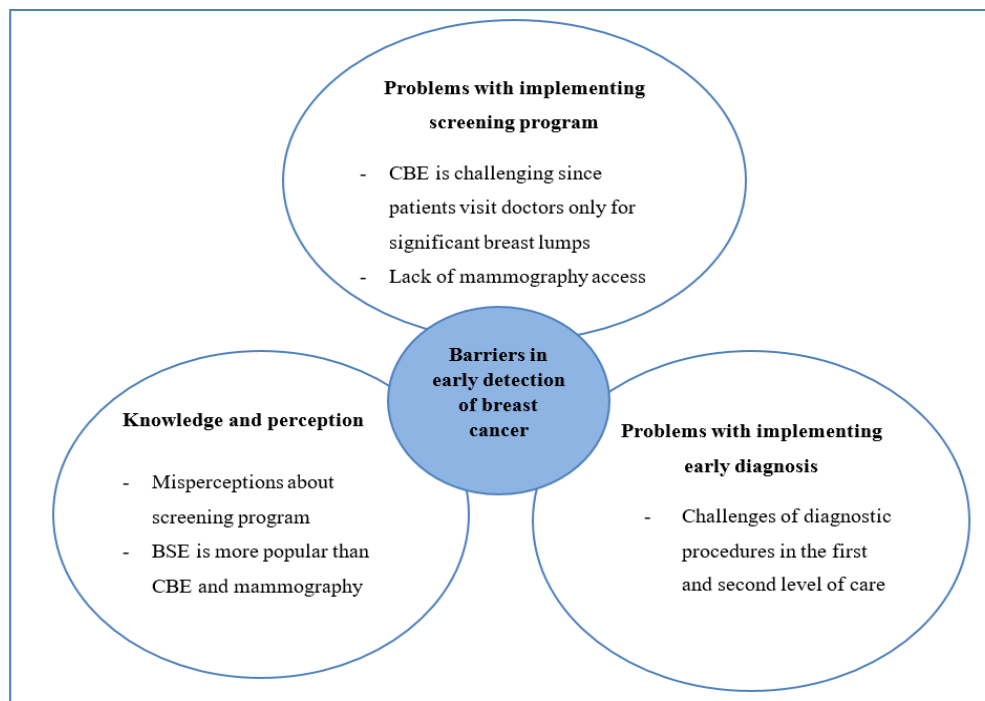 Problems with implementing
screening program
- CBE is challenging since
patients visit doctors only for
significant breast lumps
- Lack of mammography access
Barriers in
early detection
of breast
cancer
Knowledge and perception
- Misperceptions about
screening program
- BSE is more popular than
CBE and mammography
Problems with implementing
early diagnosis
- Challenges of diagnostic
procedures in the first
and second level of care